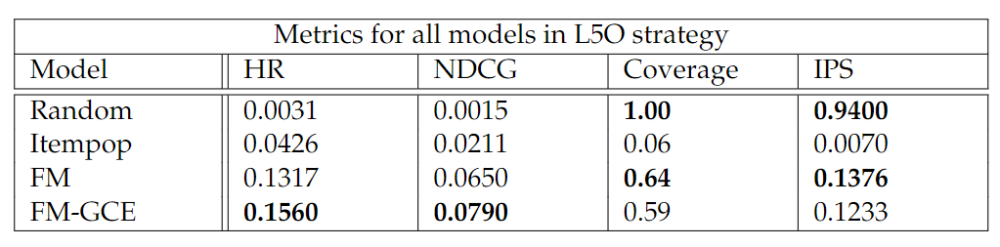 Metrics for all models in L5O strategy
Model HR NDCG Coverage IPS
Random 0.0031 0.0015 1.00 0.9400
Itempop 0.0426 0.0211 0.06 0.0070
FM 0.1317 0.0650 0.64 0.1376
FM-GCE 0.1560 0.0790 0.59 0.1233